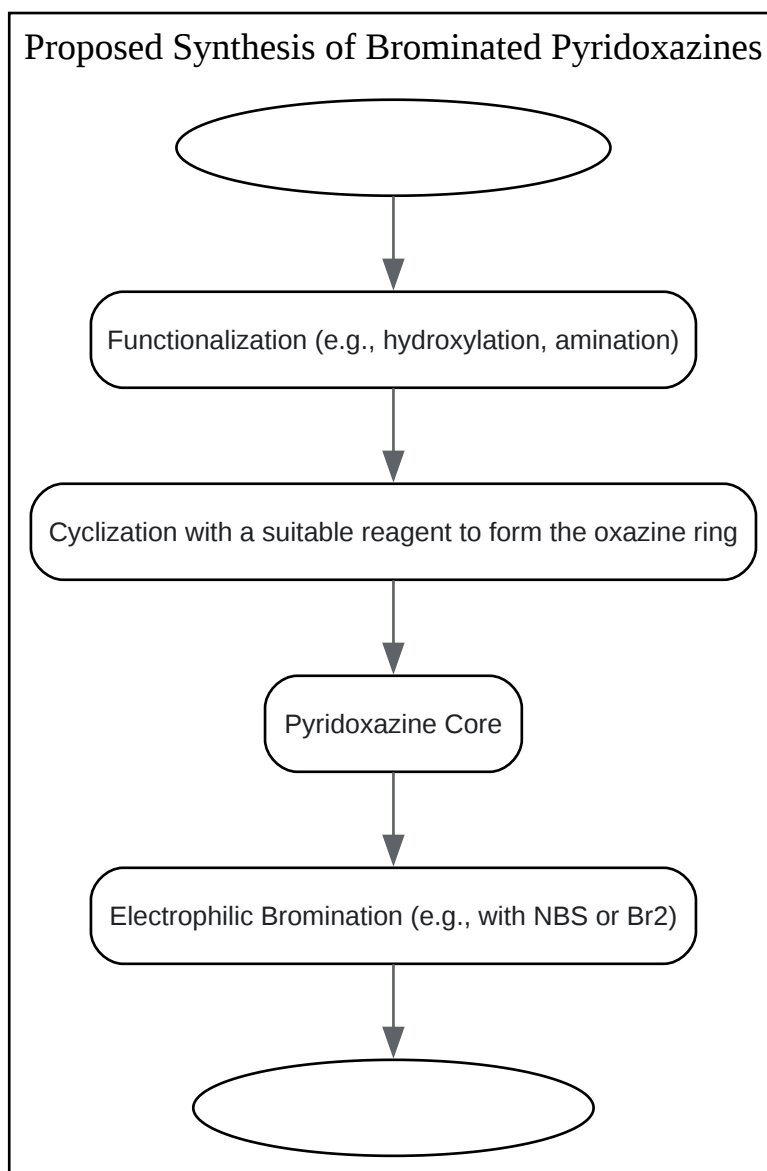 Proposed Synthesis of Brominated Pyridoxazines
Functionalization (e.g., hydroxylation, amination)
Cyclization with a suitable reagent to form the oxazine ring
Pyridoxazine Core
Electrophilic Bromination (e.g., with NBS or Br2)